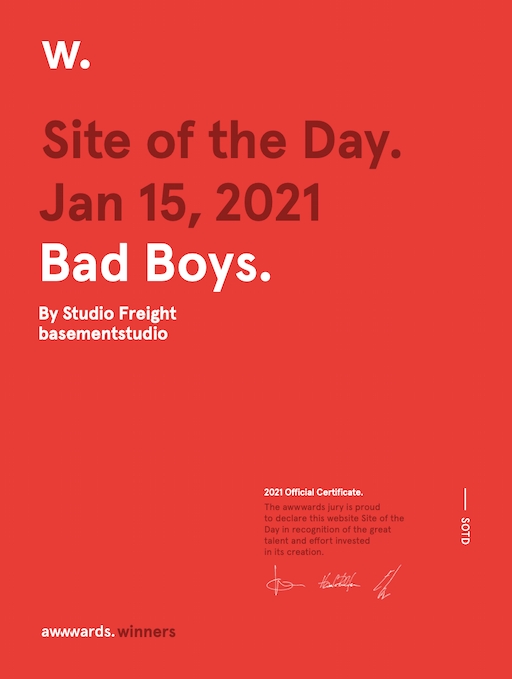 w.
Site of the Day.
Jan 15, 2021
Bad Boys.
By Studio Freight
basementstudio
2021 Official Certificate.
The awwwards jury is proud
to declare this website Site of the
Day in recognition of the great
talent and effort invested
in its creation.
SOTD
awwwards.winners